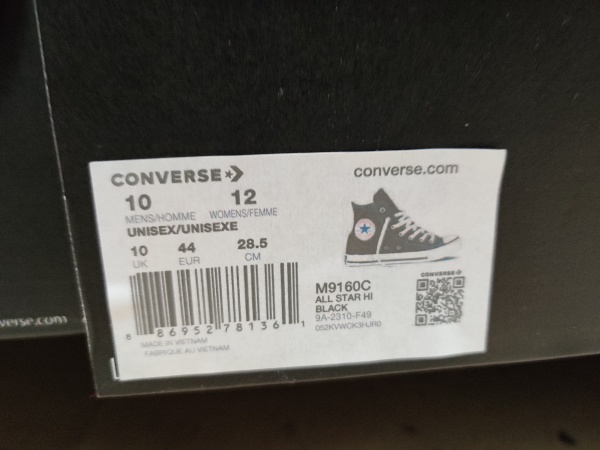 CONVERSE
converse.com
10 12
MENS/HOMME WOMENS/FEMME
UNISEX/UNISEXE
10 44 28.5
UK EUR CM
8 86952 78136 1
MADE IN VIETNAM
FABRIQUÉ AU VIETNAM
M9160C
ALL STAR HI
BLACK
9A-2310-F49
CONVERSE
verse.com